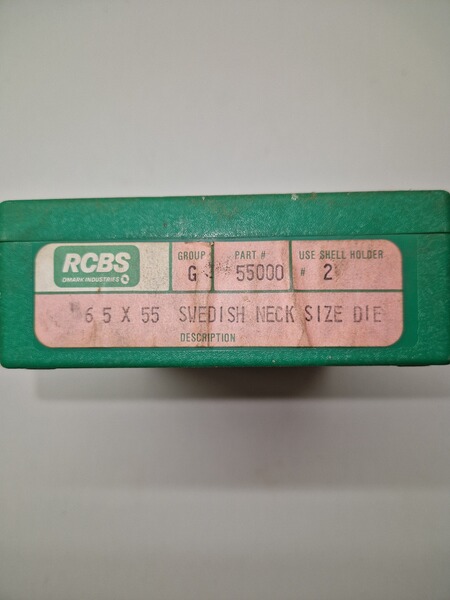 RCBS
OMARK INDUSTRIES
GROUP PART # USE SHELL HOLDER
G 55000 # 2
6 5 X 55 SWEDISH NECK SIZE DIE
DESCRIPTION